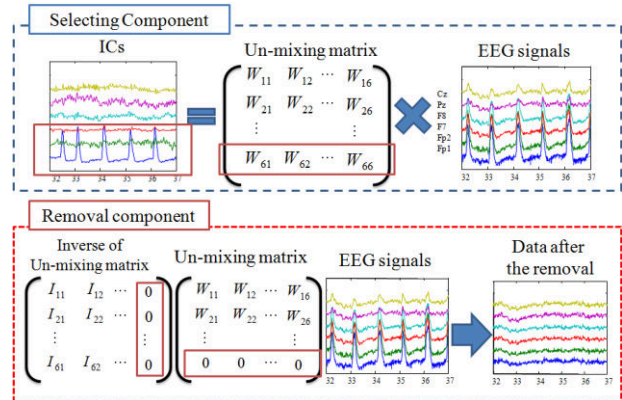 Selecting Component
ICs
Un-mixing matrix
EEG signals
W11 W12 ··· W16
W21 W22 ··· W26
⋮ ⋮
W61 W62 ··· W66
Cz
Pz
F8
F7
Fp2
Fp1
32 33 34 35 36 37
32 33 34 35 36 37
Removal component
Inverse of
Un-mixing matrix
Un-mixing matrix
EEG signals
Data after
the removal
I11 I12 ··· 0
I21 I22 ··· 0
⋮ ⋮
I61 I62 ··· 0
W11 W12 ··· W16
W21 W22 ··· W26
⋮ ⋮
0 0 ··· 0
32 33 34 35 36 37
32 33 34 35 36 37